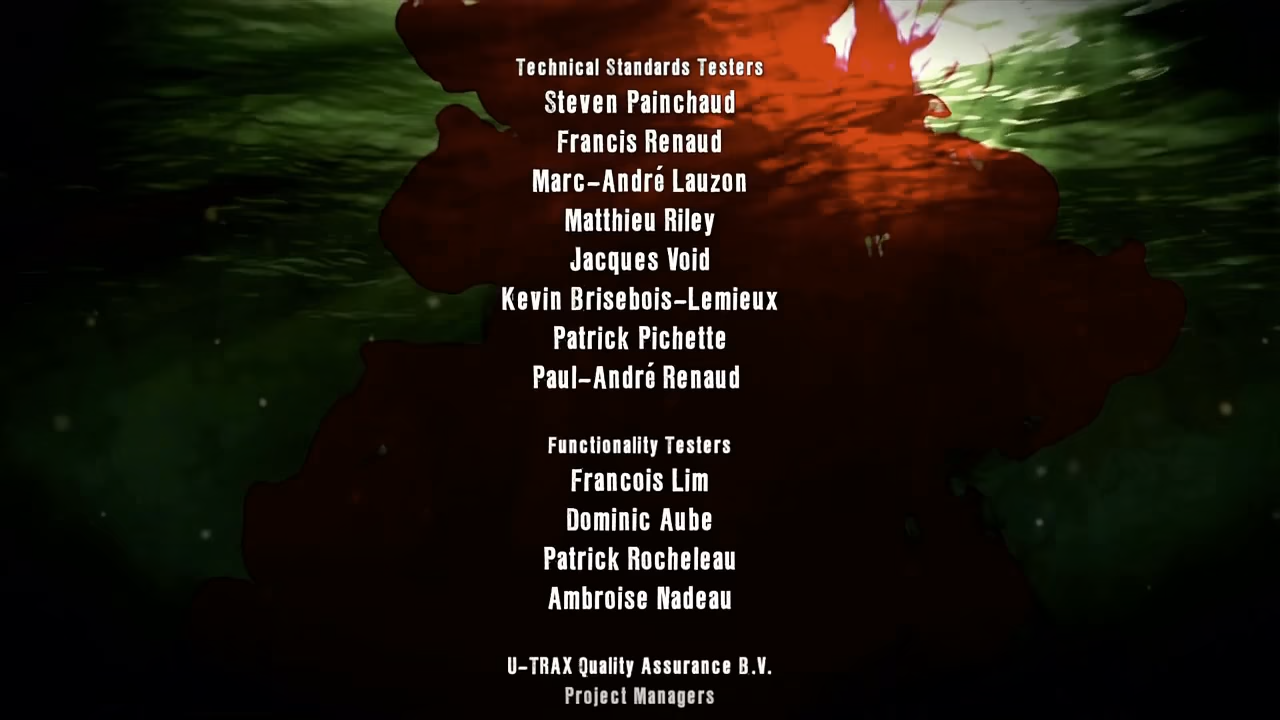 Technical Standards Testers
Steven Painchaud
Francis Renaud
Marc-André Lauzon
Matthieu Riley
Jacques Void
Kevin Brisebois-Lemieux
Patrick Pichette
Paul-André Renaud
Functionality Testers
Francois Lim
Dominic Aube
Patrick Rocheleau
Ambroise Nadeau
U-TRAX Quality Assurance B.V.
Project Managers